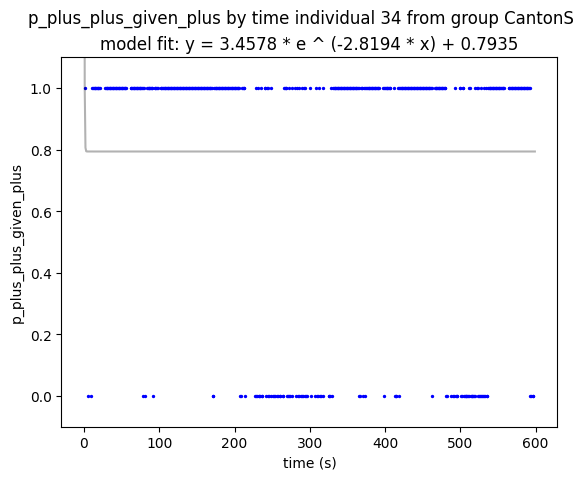 p_plus_plus_given_plus by time individual 34 from group CantonS
model fit: y = 3.4578 * e ^ (-2.8194 * x) + 0.7935
1.0
0.8
0.6
0.4
0.2
0.0
p_plus_plus_given_plus
0 100 200 300 400 500 600
time (s)